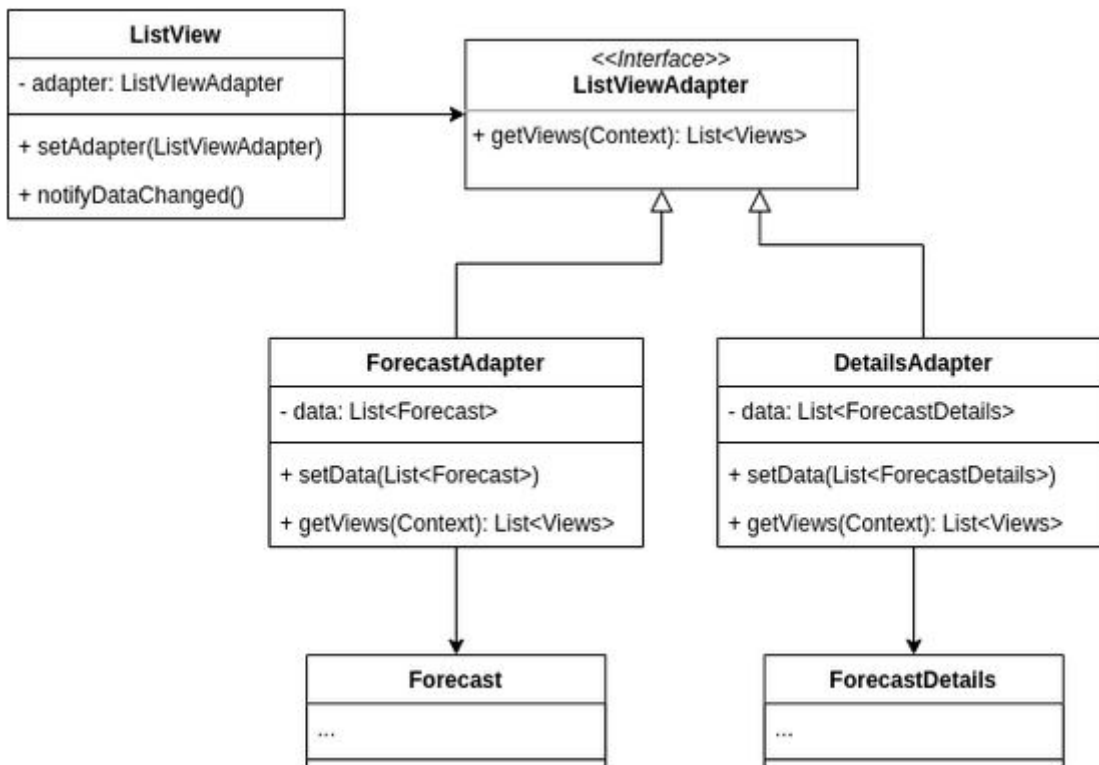 ListView
- adapter: ListVIewAdapter
+ setAdapter(ListViewAdapter)
+ notifyDataChanged()
<<Interface>>
ListViewAdapter
+ getViews(Context): List<Views>
ForecastAdapter
- data: List<Forecast>
+ setData(List<Forecast>)
+ getViews(Context): List<Views>
DetailsAdapter
- data: List<ForecastDetails>
+ setData(List<ForecastDetails>)
+ getViews(Context): List<Views>
Forecast
...
ForecastDetails
...